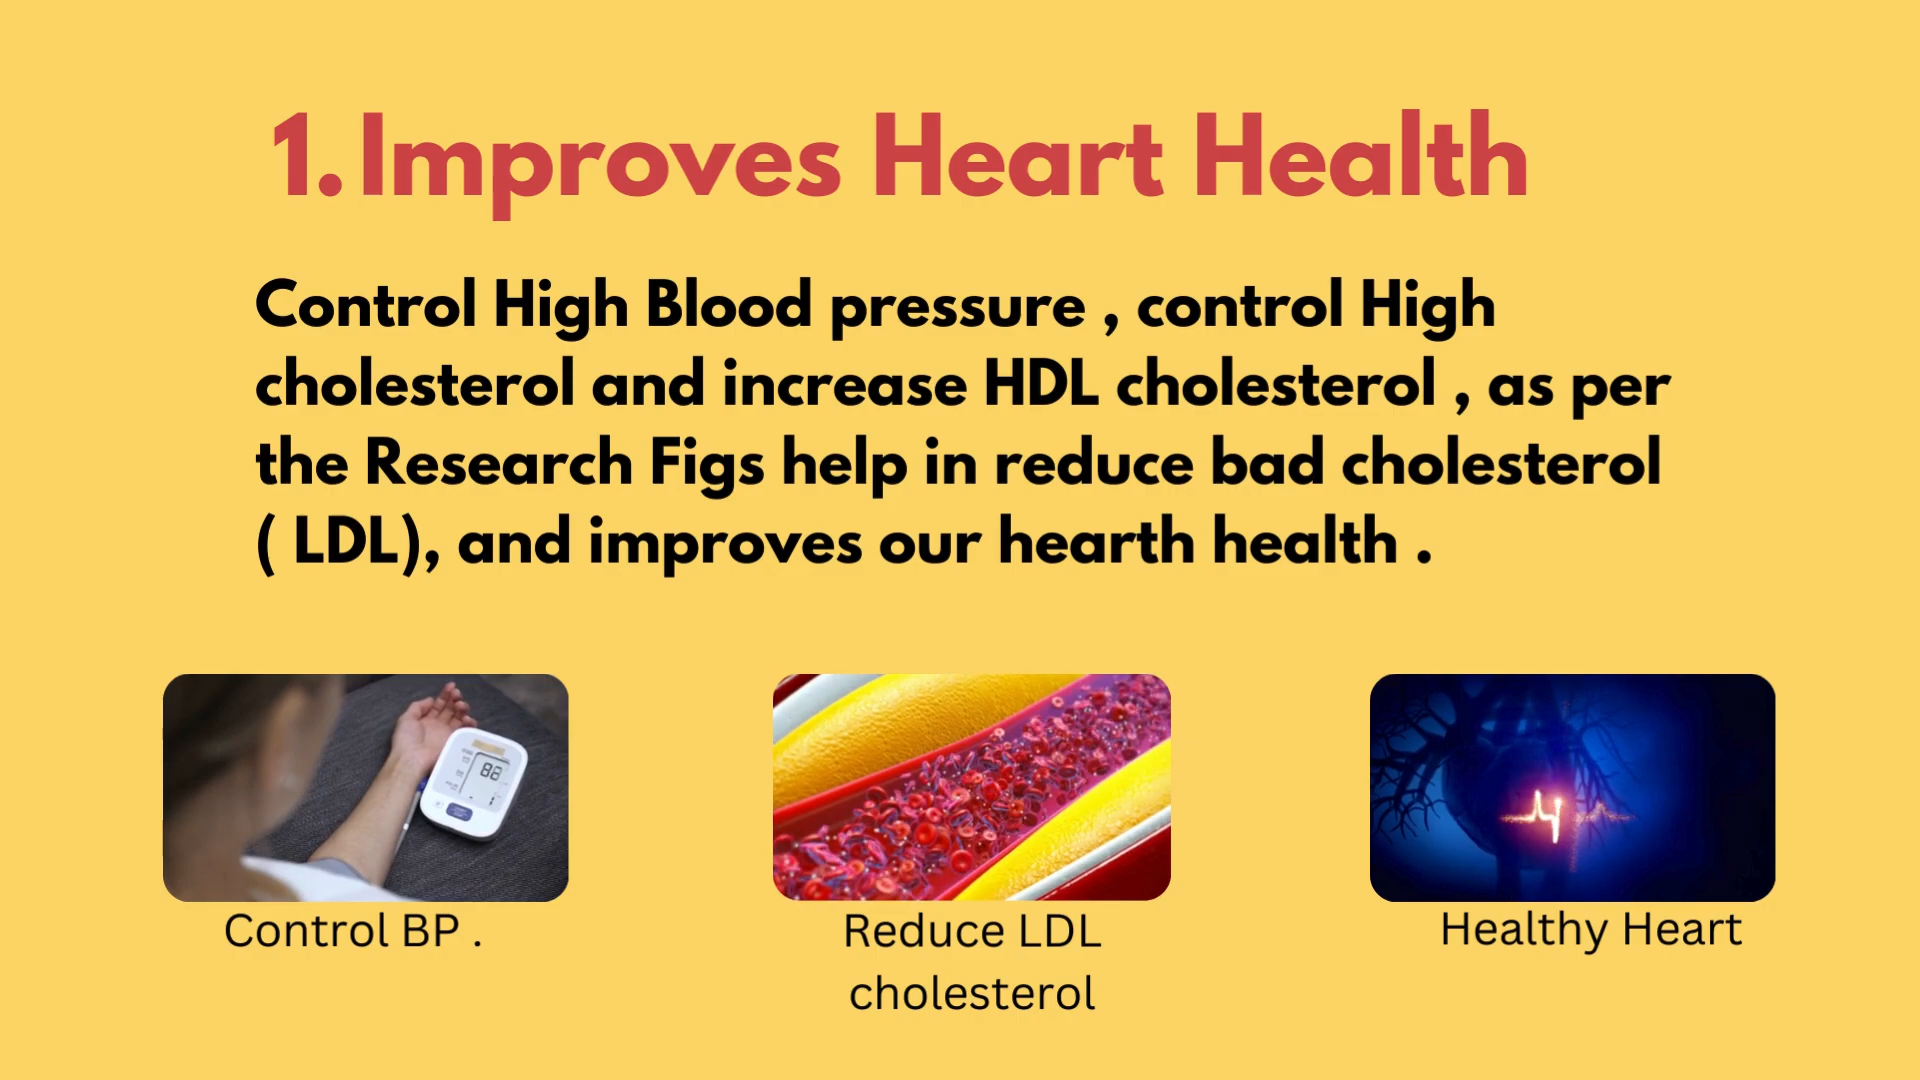 1. Improves Heart Health
Control High Blood pressure , control High
cholesterol and increase HDL cholesterol , as per
the Research Figs help in reduce bad cholesterol
( LDL), and improves our hearth health .
88
Control BP .
Reduce LDL
cholesterol
Healthy Heart